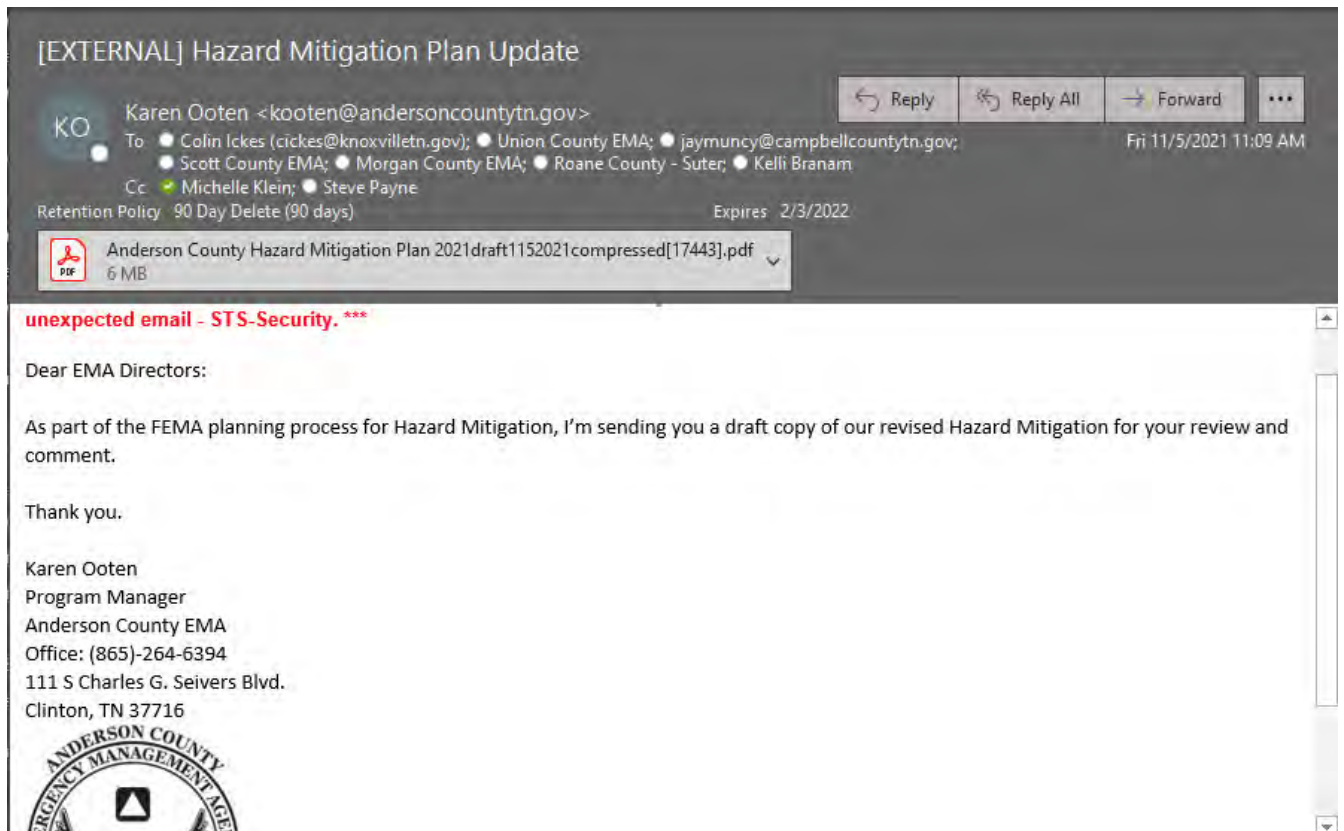 [EXTERNAL] Hazard Mitigation Plan Update
Reply
Reply All
Forward
...
KO
Karen Ooten <kooten@andersoncountytn.gov>
To Colin Ickes (cickes@knoxvilletn.gov); Union County EMA; jaymuncy@campbellcountytn.gov;
Fri 11/5/2021 11:09 AM
Scott County EMA; Morgan County EMA; Roane County - Suter; Kelli Branam
Cc Michelle Klein; Steve Payne
Retention Policy 90 Day Delete (90 days)
Expires 2/3/2022
Anderson County Hazard Mitigation Plan 2021draft1152021compressed[17443].pdf
PDF
6 MB
unexpected email - STS-Security. ***
Dear EMA Directors:
As part of the FEMA planning process for Hazard Mitigation, I'm sending you a draft copy of our revised Hazard Mitigation for your review and
comment.
Thank you.
Karen Ooten
Program Manager
Anderson County EMA
Office: (865)-264-6394
111 S Charles G. Seivers Blvd.
Clinton, TN 37716
ANDERSON COUNTY
MANAGEMENT